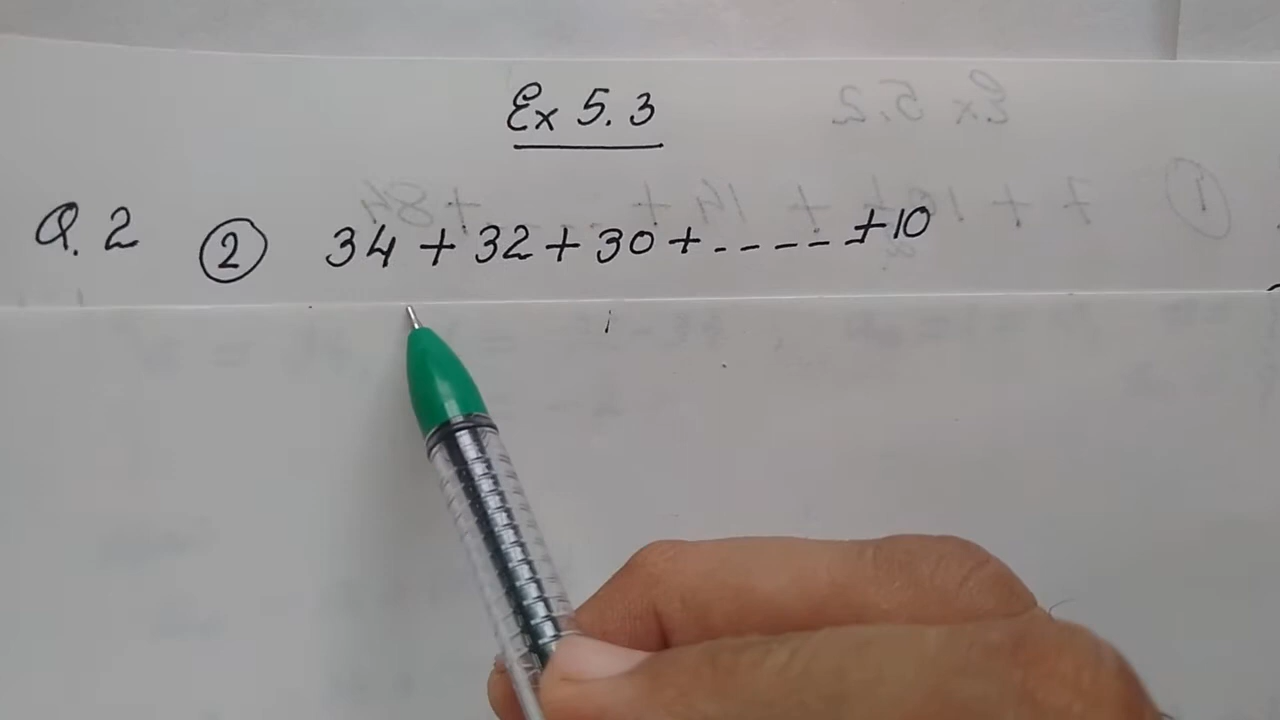 Ex 5.3
Q. 2 ② 34 + 32 + 30 + - - - - - + 10